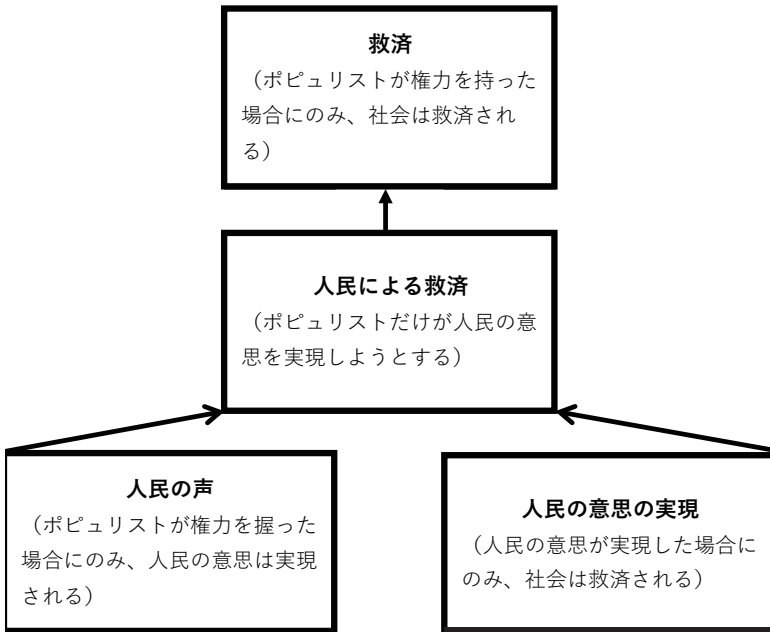 救済
（ポピュリストが権力を持った
場合にのみ、社会は救済され
る）
人民による救済
（ポピュリストだけが人民の意
思を実現しようとする）
人民の声
（ポピュリストが権力を握った
場合にのみ、人民の意思は実現
される）
人民の意思の実現
（人民の意思が実現した場合に
のみ、社会は救済される）